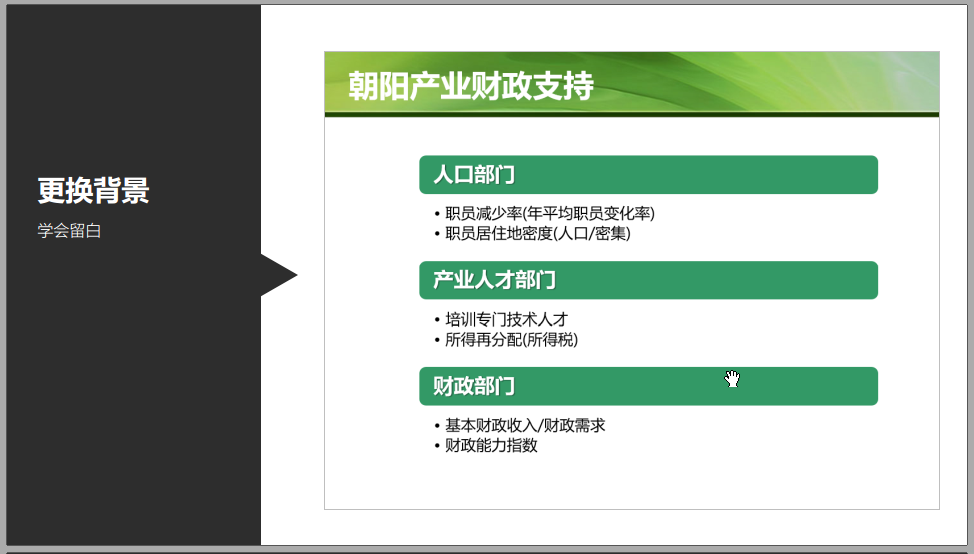 更换背景
学会留白
朝阳产业财政支持
人口部门
• 职员减少率(年平均职员变化率)
• 职员居住地密度(人口/密集)
产业人才部门
• 培训专门技术人才
• 所得再分配(所得税)
财政部门
• 基本财政收入/财政需求
• 财政能力指数